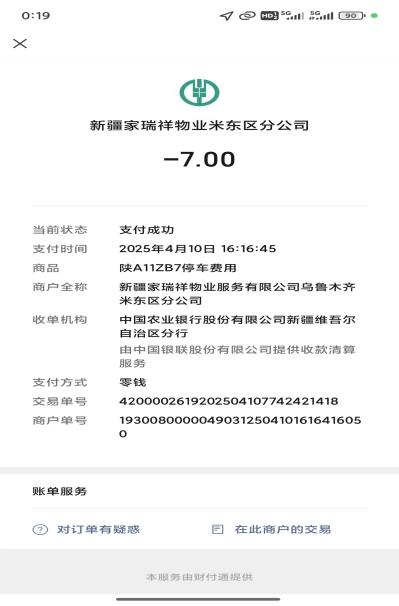 0:19
HD 5G 5G 90
新疆家瑞祥物业米东区分公司
-7.00
当前状态 支付成功
支付时间 2025年4月10日 16:16:45
商品 陕A11ZB7停车费用
商户全称 新疆家瑞祥物业服务有限公司乌鲁木齐
米东区分公司
收单机构 中国农业银行股份有限公司新疆维吾尔
自治区分行
由中国银联股份有限公司提供收款清算
服务
支付方式 零钱
交易单号 4200002619202504107742421418
商户单号 1930080000049031250410161641605
0
账单服务
对订单有疑惑 在此商户的交易
本服务由财付通提供